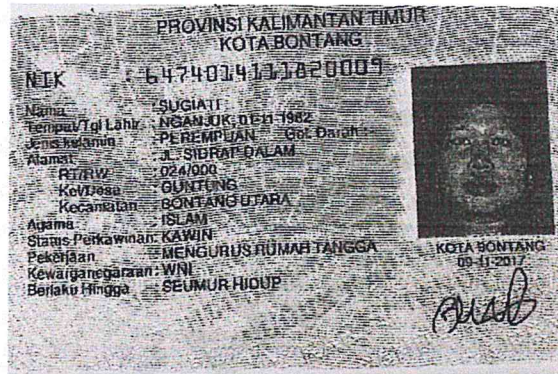 PROVINSI KALIMANTAN TIMUR
KOTA BONTANG
NIK : 6474014111820009
Nama : SUGIATI
Tempat/Tgl Lahir : NGANJUK, 01-11-1982
Jenis kelamin : PEREMPUAN Gol. Darah : -
Alamat : JL. SIDRAT DALAM
RT/RW : 024/000
Kel/Desa : GUNTUNG
Kecamatan : BONTANG UTARA
Agama : ISLAM
Status Perkawinan: KAWIN
Pekerjaan : MENGURUS RUMAH TANGGA
Kewarganegaraan: WNI
Berlaku Hingga : SEUMUR HIDUP
KOTA BONTANG
09-11-2017